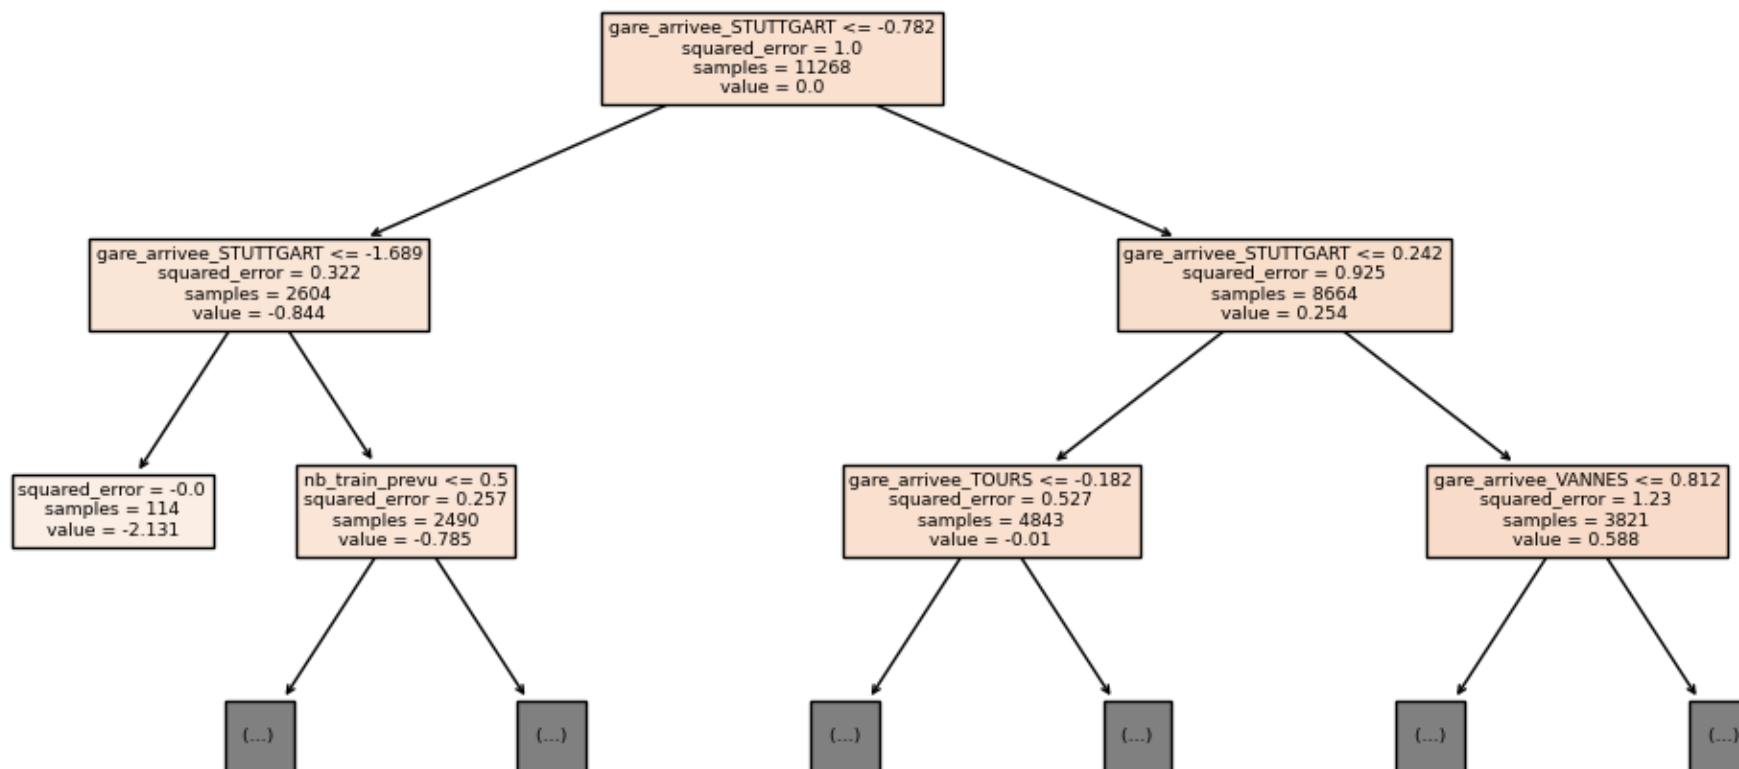 gare_arrivee_STUTTGART <= -0.782
squared_error = 1.0
samples = 11268
value = 0.0
gare_arrivee_STUTTGART <= -1.689
squared_error = 0.322
samples = 2604
value = -0.844
gare_arrivee_STUTTGART <= 0.242
squared_error = 0.925
samples = 8664
value = 0.254
squared_error = -0.0
samples = 114
value = -2.131
nb_train_prevu <= 0.5
squared_error = 0.257
samples = 2490
value = -0.785
gare_arrivee_TOURS <= -0.182
squared_error = 0.527
samples = 4843
value = -0.01
gare_arrivee_VANNES <= 0.812
squared_error = 1.23
samples = 3821
value = 0.588
(...)
(...)
(...)
(...)
(...)
(...)